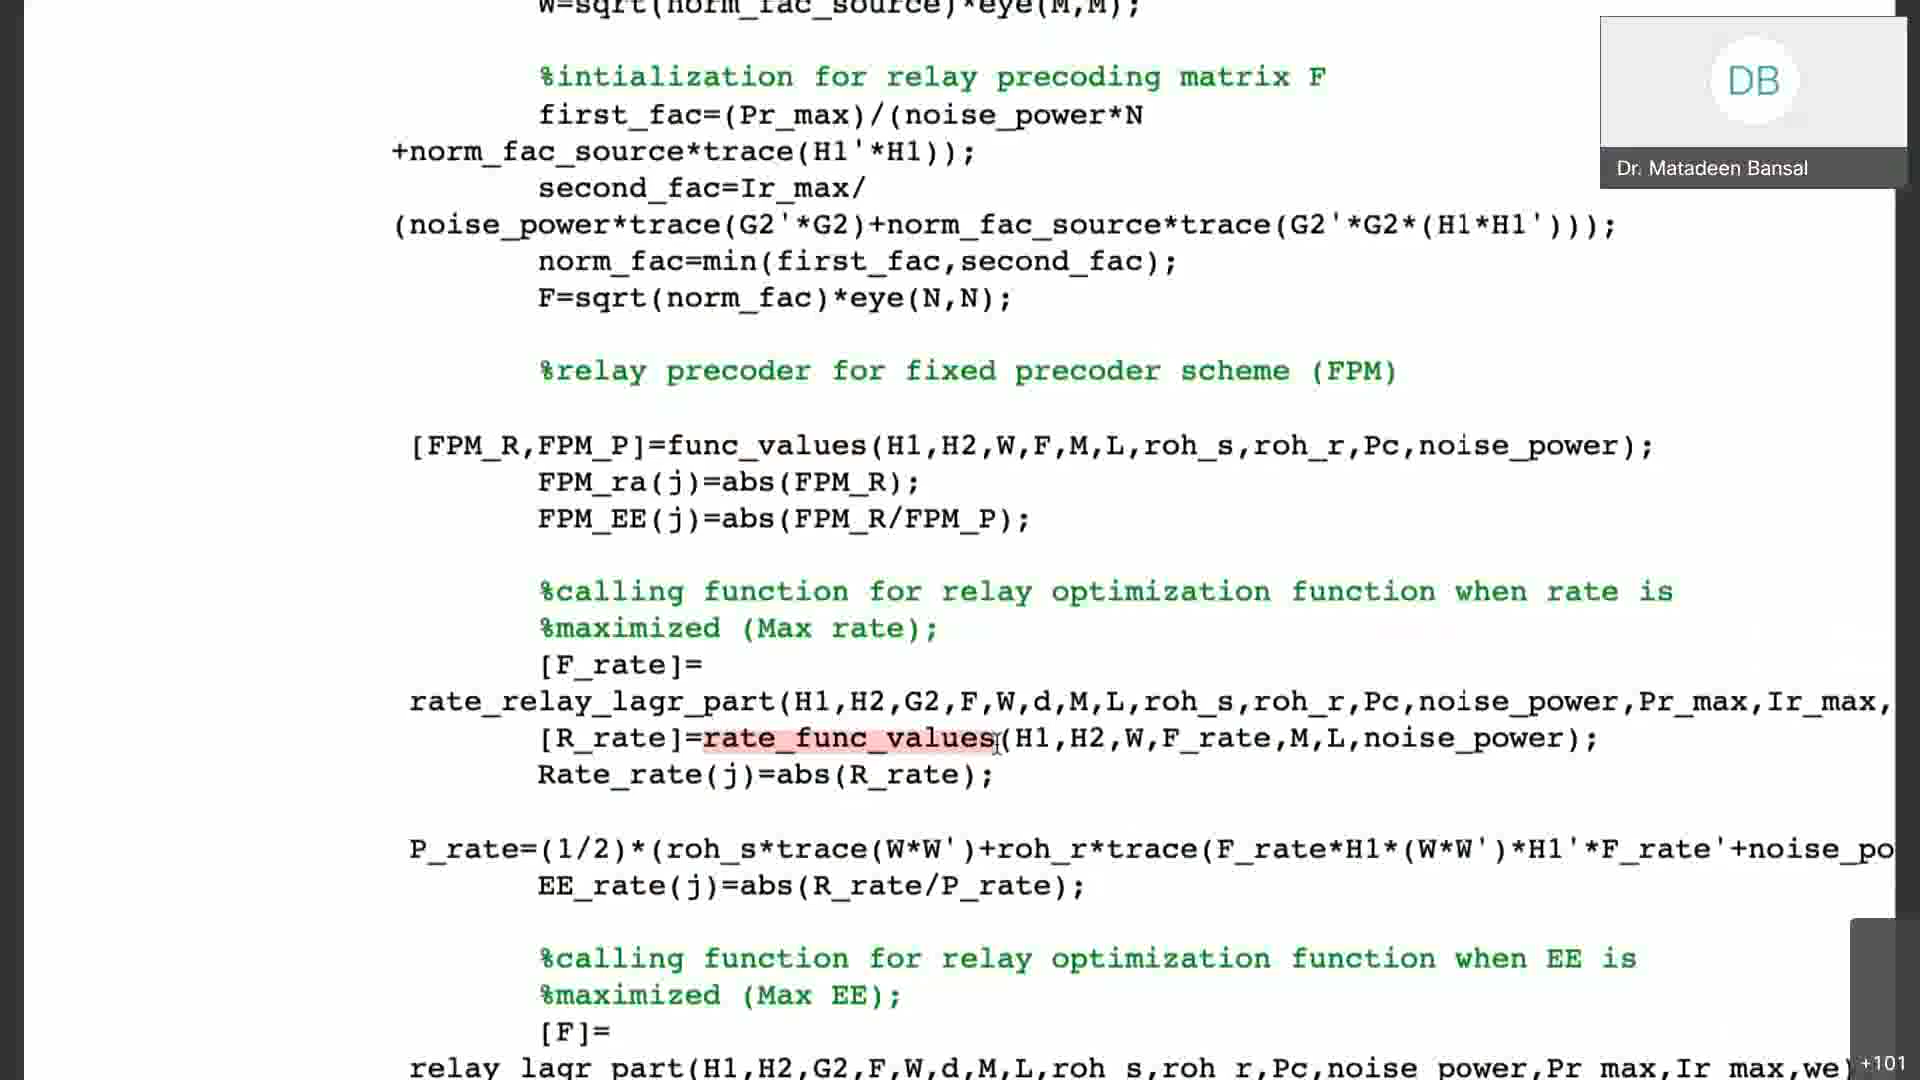 W=sqrt(norm_fac_source)*eye(M,M);
%intialization for relay precoding matrix F
first_fac=(Pr_max)/(noise_power*N
+norm_fac_source*trace(H1'*H1));
second_fac=Ir_max/
(noise_power*trace(G2'*G2)+norm_fac_source*trace(G2'*G2*(H1*H1')));
norm_fac=min(first_fac,second_fac);
F=sqrt(norm_fac)*eye(N,N);
%relay precoder for fixed precoder scheme (FPM)
[FPM_R,FPM_P]=func_values(H1,H2,W,F,M,L,roh_s,roh_r,Pc,noise_power);
FPM_ra(j)=abs(FPM_R);
FPM_EE(j)=abs(FPM_R/FPM_P);
%calling function for relay optimization function when rate is
%maximized (Max rate);
[F_rate]=
rate_relay_lagr_part(H1,H2,G2,F,W,d,M,L,roh_s,roh_r,Pc,noise_power,Pr_max,Ir_max,
[R_rate]=rate_func_values(H1,H2,W,F_rate,M,L,noise_power);
Rate_rate(j)=abs(R_rate);
P_rate=(1/2)*(roh_s*trace(W*W')+roh_r*trace(F_rate*H1*(W*W')*H1'*F_rate'+noise_po
EE_rate(j)=abs(R_rate/P_rate);
%calling function for relay optimization function when EE is
%maximized (Max EE);
[F]=
relay_lagr_part(H1,H2,G2,F,W,d,M,L,roh_s,roh_r,Pc,noise_power,Pr_max,Ir_max,we)
DB
Dr. Matadeen Bansal
+101